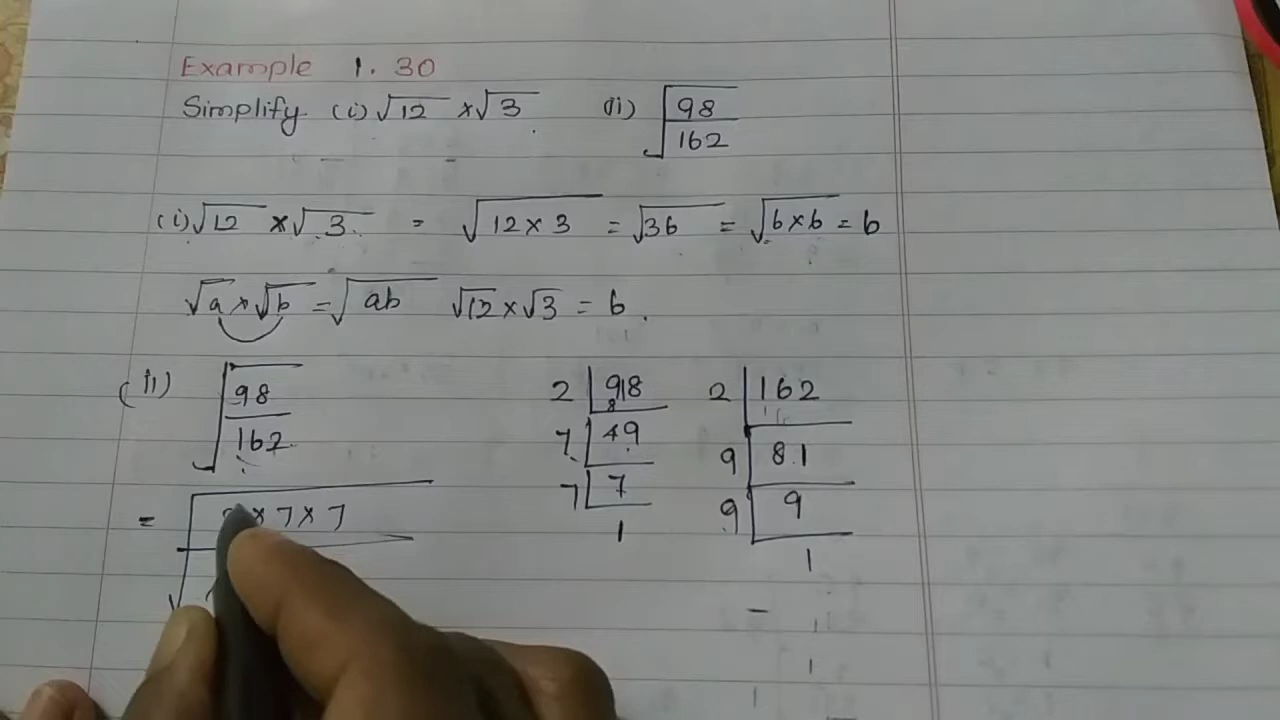 Example 1.30
Simplify (i) √12 × √3 (ii) √(98/162)
(i) √12 × √3 = √(12 × 3) = √36 = √(6×6) = 6
√a × √b = √ab √12 × √3 = 6.
(ii) √(98/162)
2 | 98
7 | 49
7 | 7
1
2 | 162
9 | 81
9 | 9
1
= √ × 7 × 7